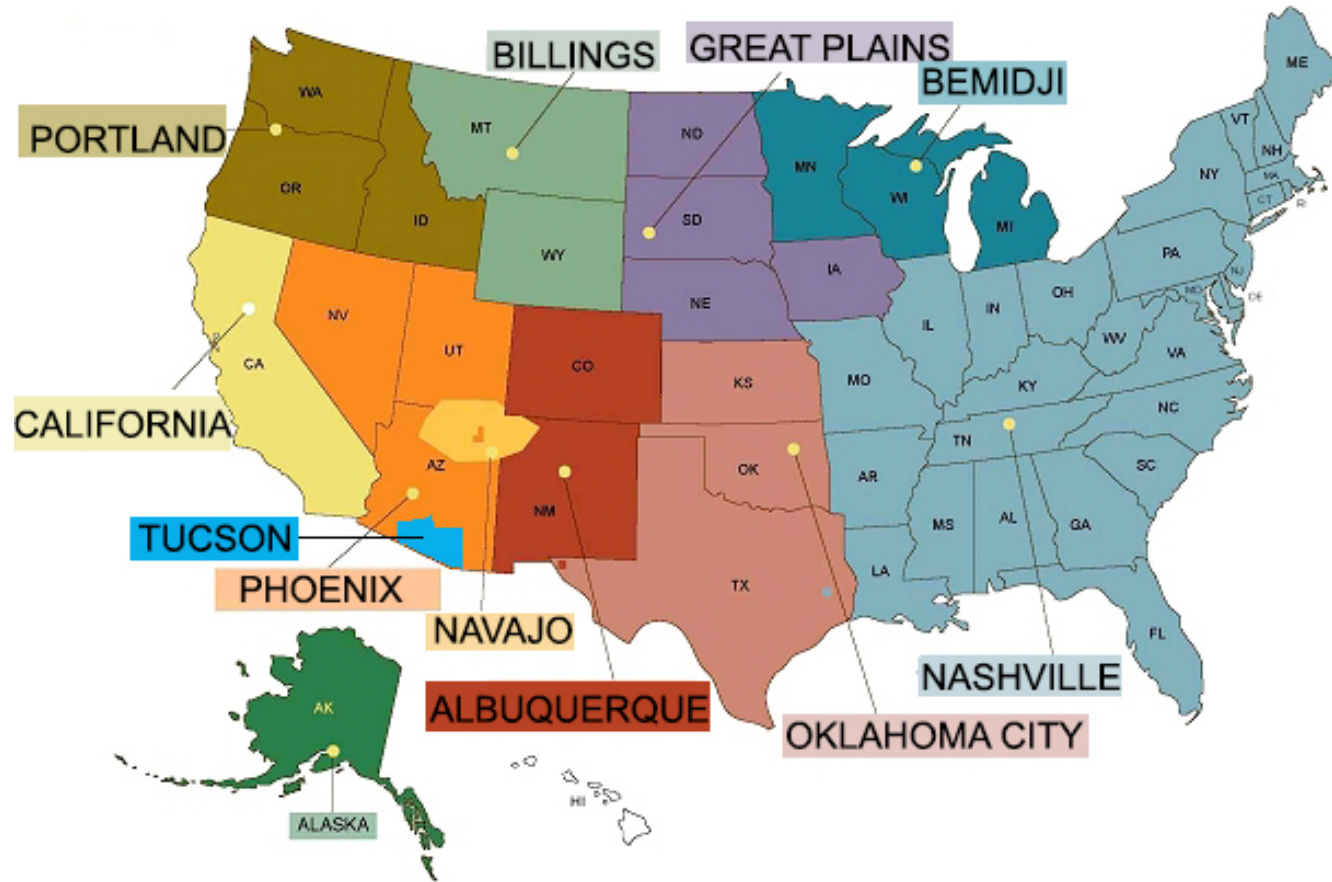 BILLINGS
GREAT PLAINS
BEMIDJI
PORTLAND
WA
MT
ND
MN
ME
VT
NH
NY
MA
CT
RI
OR
ID
SD
WI
MI
WY
IA
PA
NE
NJ
MD
DE
NV
UT
CO
IL
IN
OH
WV
VA
CA
KS
MO
KY
NC
CALIFORNIA
AZ
NM
OK
TN
AR
SC
MS
AL
GA
TUCSON
PHOENIX
NAVAJO
TX
LA
FL
ALBUQUERQUE
NASHVILLE
OKLAHOMA CITY
AK
ALASKA
HI